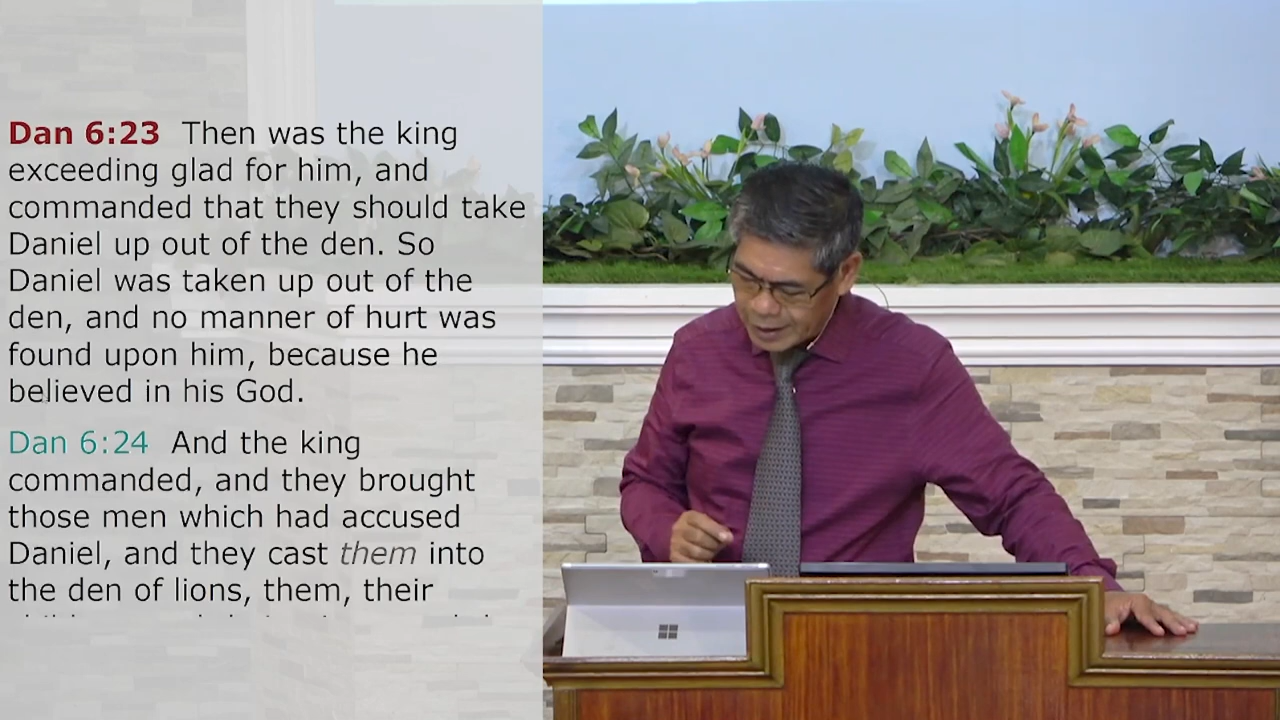 Dan 6:23 Then was the king
exceeding glad for him, and
commanded that they should take
Daniel up out of the den. So
Daniel was taken up out of the
den, and no manner of hurt was
found upon him, because he
believed in his God.
Dan 6:24 And the king
commanded, and they brought
those men which had accused
Daniel, and they cast them into
the den of lions, them, their